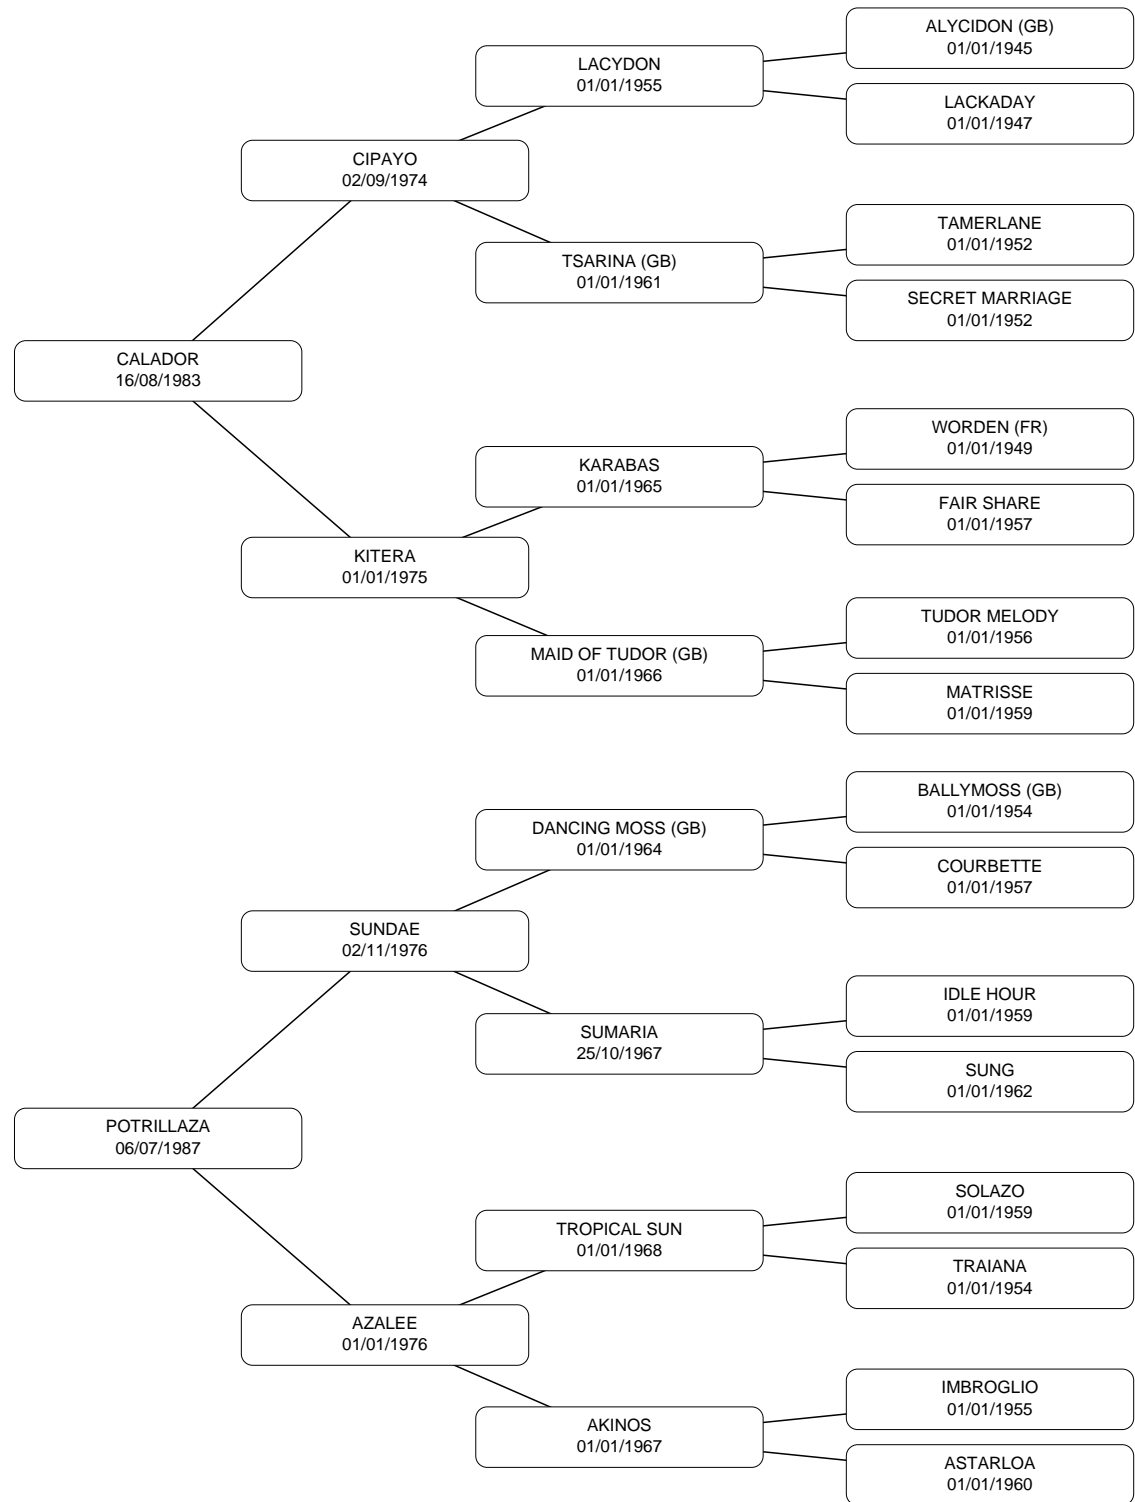 ALYCIDON (GB)
01/01/1945
LACYDON
01/01/1955
LACKADAY
01/01/1947
CIPAYO
02/09/1974
TAMERLANE
01/01/1952
TSARINA (GB)
01/01/1961
SECRET MARRIAGE
01/01/1952
CALADOR
16/08/1983
WORDEN (FR)
01/01/1949
KARABAS
01/01/1965
FAIR SHARE
01/01/1957
KITERA
01/01/1975
TUDOR MELODY
01/01/1956
MAID OF TUDOR (GB)
01/01/1966
MATRISSE
01/01/1959
BALLYMOSS (GB)
01/01/1954
DANCING MOSS (GB)
01/01/1964
COURBETTE
01/01/1957
SUNDAE
02/11/1976
IDLE HOUR
01/01/1959
SUMARIA
25/10/1967
SUNG
01/01/1962
POTRILLAZA
06/07/1987
SOLAZO
01/01/1959
TROPICAL SUN
01/01/1968
TRAIANA
01/01/1954
AZALEE
01/01/1976
IMBROGLIO
01/01/1955
AKINOS
01/01/1967
ASTARLOA
01/01/1960